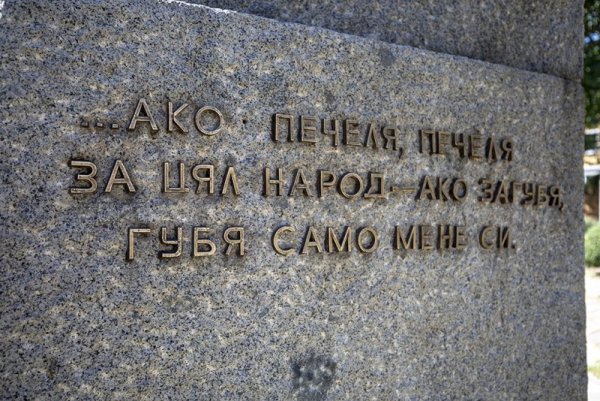 ...АКО ПЕЧЕЛЯ, ПЕЧЕЛЯ
ЗА ЦЯЛ НАРОД—АКО ЗАГУБЯ,
ГУБЯ САМО МЕНЕ СИ.